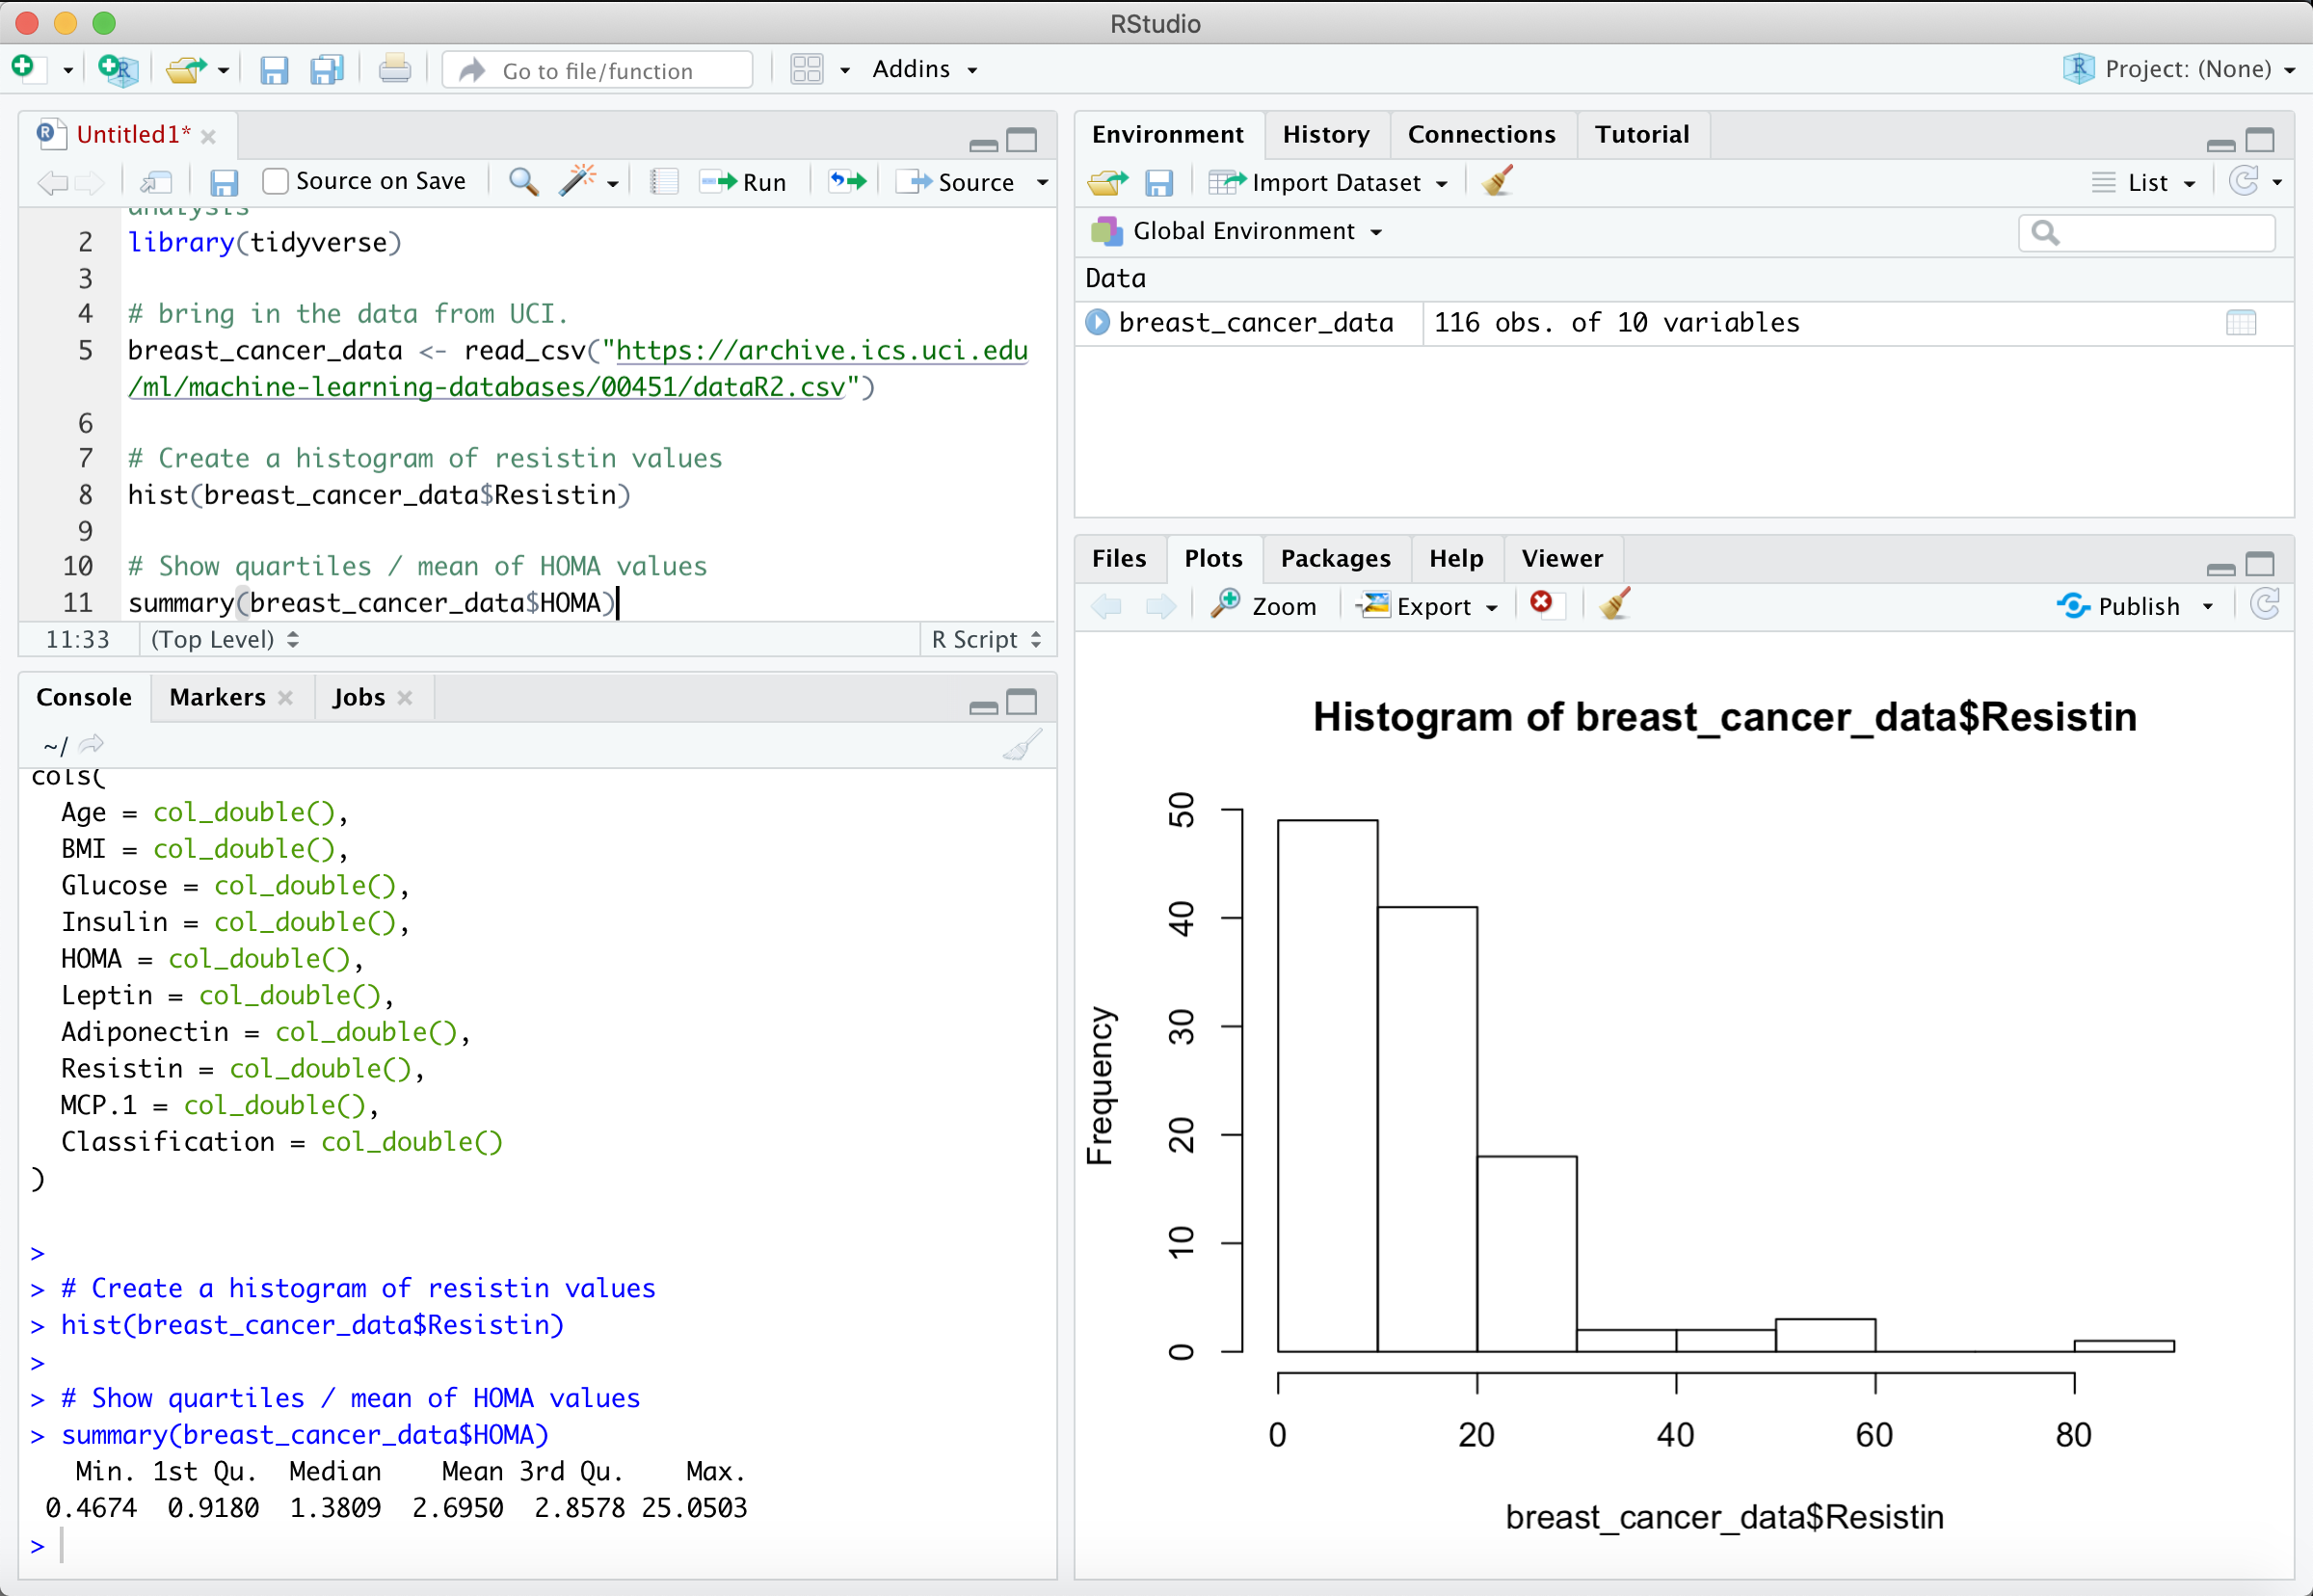 RStudio
Go to file/function
Addins
Project: (None)
Untitled1*
Source on Save
Run
Source
analysis
2 library(tidyverse)
3
4 # bring in the data from UCI.
5 breast_cancer_data <- read_csv("https://archive.ics.uci.edu
/ml/machine-learning-databases/00451/dataR2.csv")
6
7 # Create a histogram of resistin values
8 hist(breast_cancer_data$Resistin)
9
10 # Show quartiles / mean of HOMA values
11 summary(breast_cancer_data$HOMA)
11:33 (Top Level) R Script
Console Markers Jobs
~/
cols(
Age = col_double(),
BMI = col_double(),
Glucose = col_double(),
Insulin = col_double(),
HOMA = col_double(),
Leptin = col_double(),
Adiponectin = col_double(),
Resistin = col_double(),
MCP.1 = col_double(),
Classification = col_double()
)
>
> # Create a histogram of resistin values
> hist(breast_cancer_data$Resistin)
>
> # Show quartiles / mean of HOMA values
> summary(breast_cancer_data$HOMA)
Min. 1st Qu. Median Mean 3rd Qu. Max.
0.4674 0.9180 1.3809 2.6950 2.8578 25.0503
>
Environment History Connections Tutorial
Import Dataset List
Global Environment
Data
breast_cancer_data 116 obs. of 10 variables
Files Plots Packages Help Viewer
Zoom Export Publish
Histogram of breast_cancer_data$Resistin
Frequency
50
40
30
20
10
0
0 20 40 60 80
breast_cancer_data$Resistin